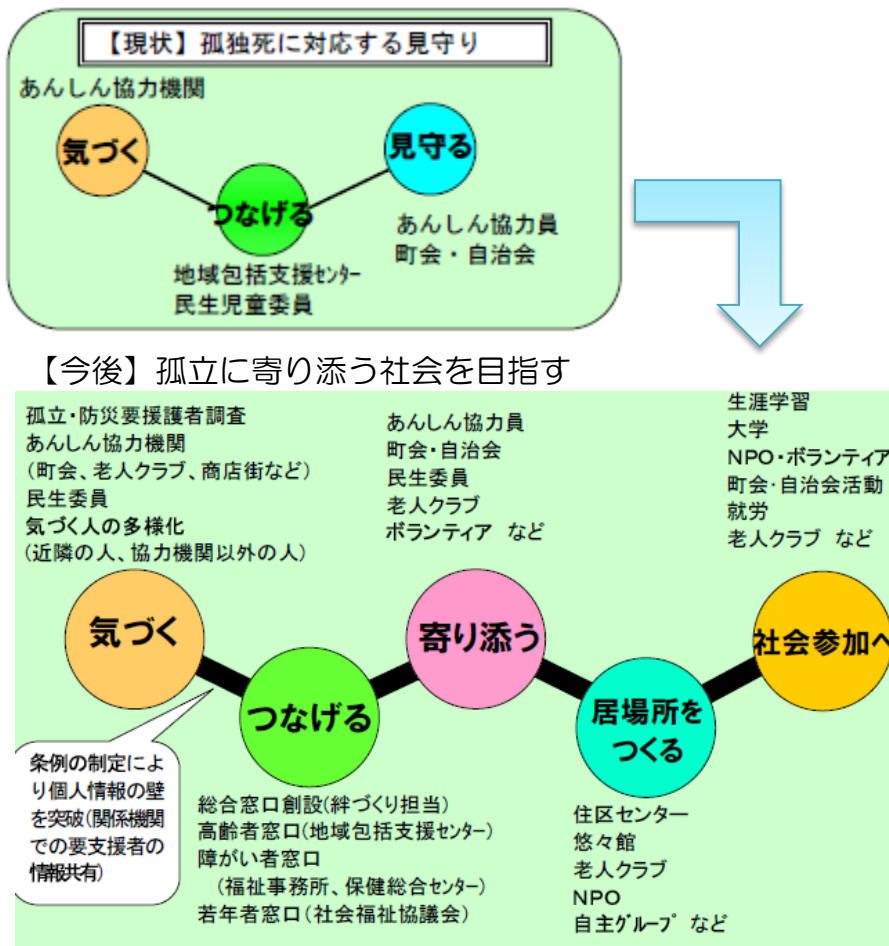 【現状】孤独死に対応する見守り
あんしん協力機関
気づく
つなげる
見守る
地域包括支援ｾﾝﾀｰ
民生児童委員
あんしん協力員
町会・自治会
【今後】孤立に寄り添う社会を目指す
孤立・防災要援護者調査
あんしん協力機関
(町会、老人クラブ、商店街など)
民生委員
気づく人の多様化
(近隣の人、協力機関以外の人)
あんしん協力員
町会・自治会
民生委員
老人クラブ
ボランティア など
生涯学習
大学
NPO・ボランティア
町会・自治会活動
就労
老人クラブ など
気づく
つなげる
寄り添う
居場所を
つくる
社会参加へ
条例の制定によ
り個人情報の壁
を突破(関係機関
での要支援者の
情報共有)
総合窓口創設(絆づくり担当)
高齢者窓口(地域包括支援センター)
障がい者窓口
(福祉事務所、保健総合センター)
若年者窓口(社会福祉協議会)
住区センター
悠々館
老人クラブ
NPO
自主ｸﾞﾙｰﾌﾟ など